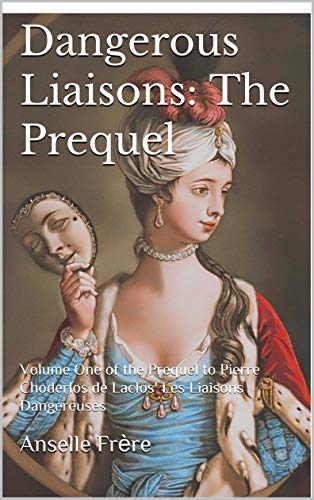 Dangerous
Liaisons: The
Prequel
Volume One of the Prequel to Pierre
Choderlos de Laclos' Les Liaisons
Dangereuses
Anselle Frère